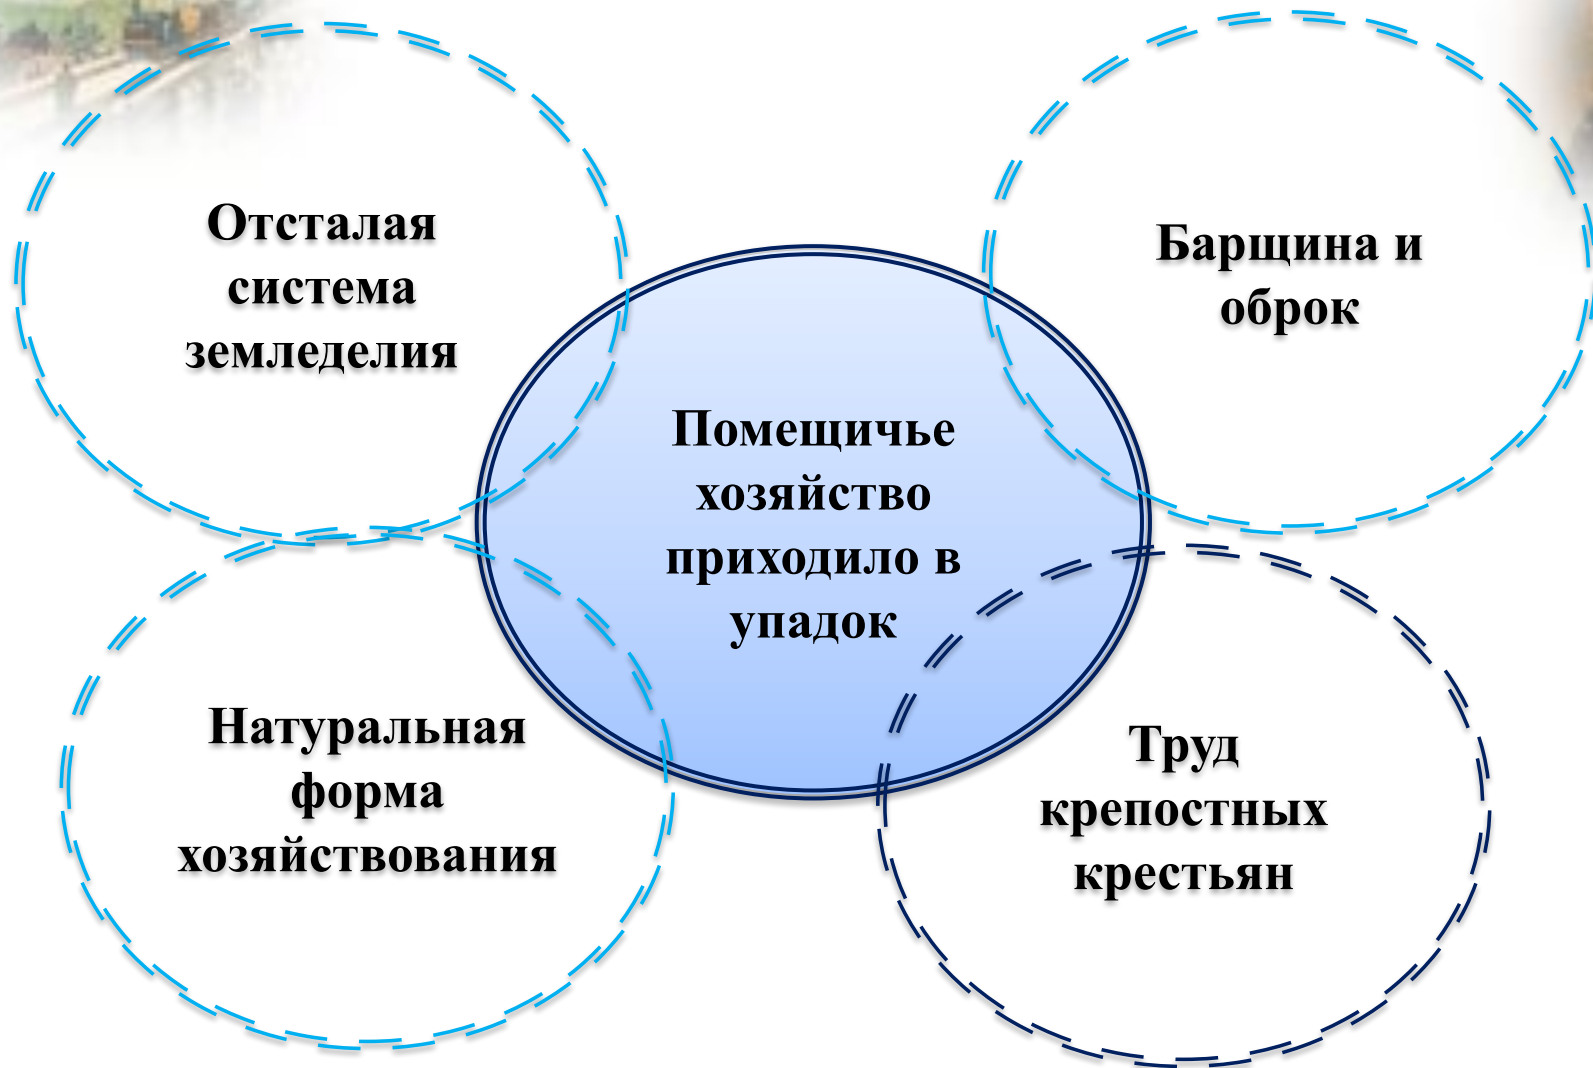 Отсталая
система
земледелия
Барщина и
оброк
Помещичье
хозяйство
приходило в
упадок
Натуральная
форма
хозяйствования
Труд
крепостных
крестьян